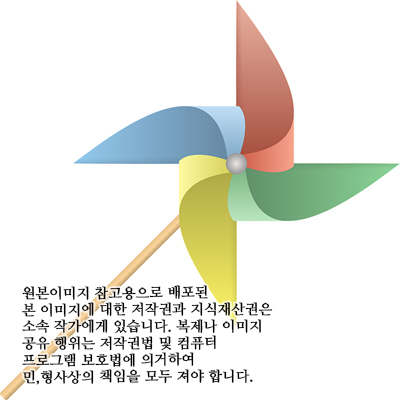 원본이미지 참고용으로 배포된
본 이미지에 대한 저작권과 지식재산권은
소속 작가에게 있습니다. 복제나 이미지
공유 행위는 저작권법 및 컴퓨터
프로그램 보호법에 의거하여
민,형사상의 책임을 모두 져야 합니다.